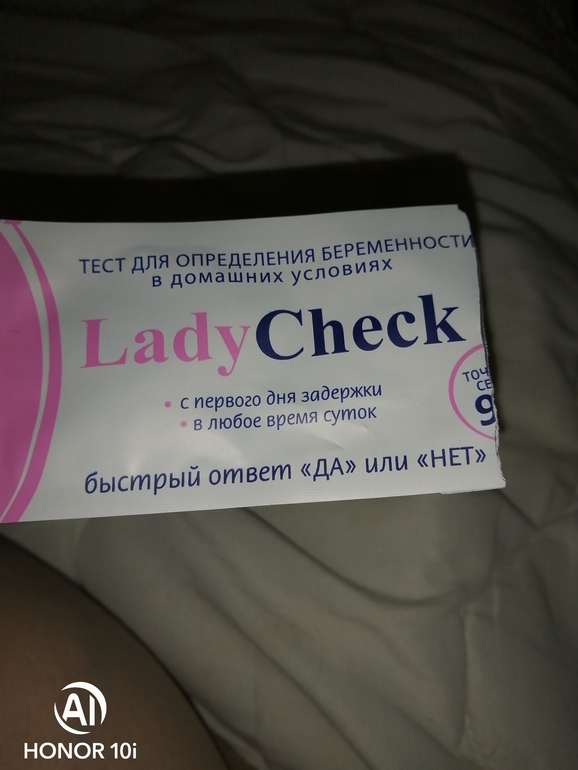 ТЕСТ ДЛЯ ОПРЕДЕЛЕНИЯ БЕРЕМЕННОСТИ
в домашних условиях
LadyCheck
• с первого дня задержки
• в любое время суток
быстрый ответ «ДА» или «НЕТ»
AI
HONOR 10i